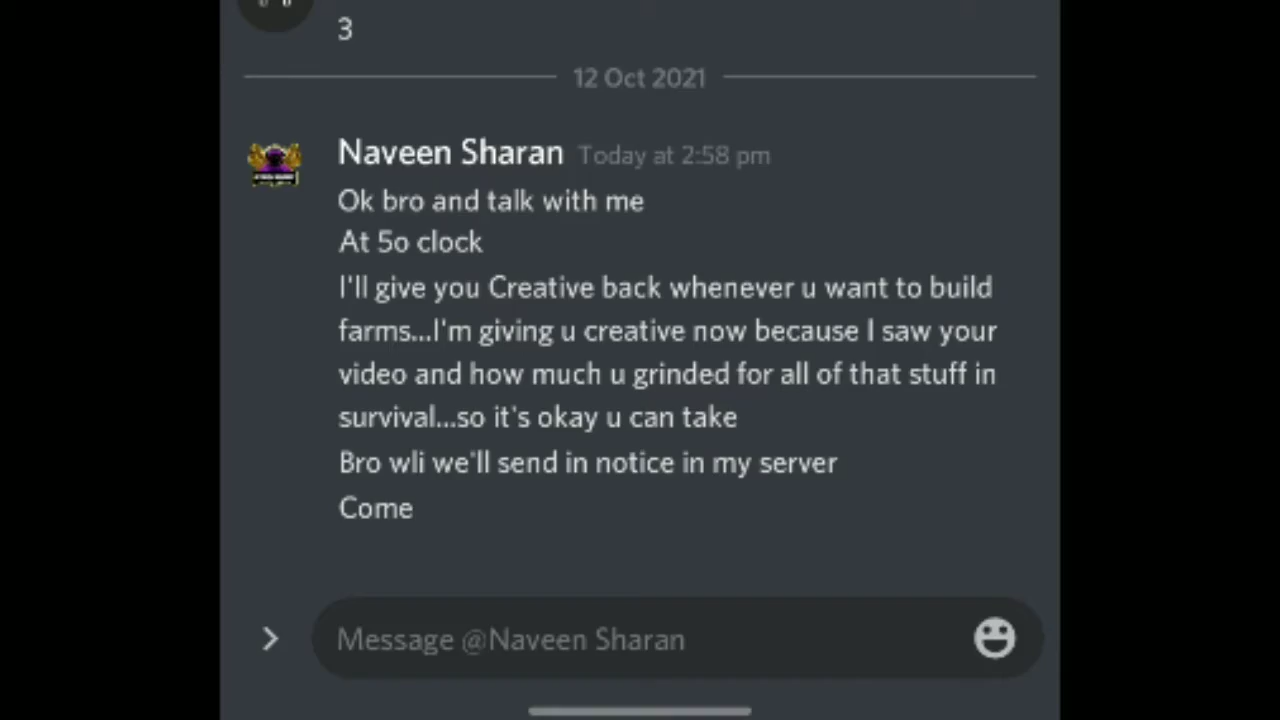 3
12 Oct 2021
Naveen Sharan Today at 2:58 pm
Ok bro and talk with me
At 5o clock
I'll give you Creative back whenever u want to build
farms...I'm giving u creative now because I saw your
video and how much u grinded for all of that stuff in
survival...so it's okay u can take
Bro wli we'll send in notice in my server
Come
Message @Naveen Sharan